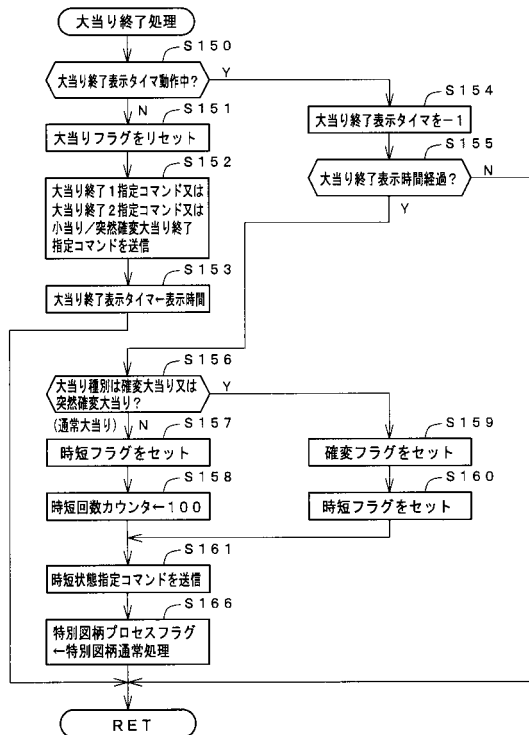 大当り終了処理
S150
大当り終了表示タイマ動作中?
Y
N
S151
大当りフラグをリセット
S152
大当り終了1指定コマンド又は
大当り終了2指定コマンド又は
小当り/突然確変大当り終了
指定コマンドを送信
S153
大当り終了表示タイマ←表示時間
S154
大当り終了表示タイマを−1
S155
大当り終了表示時間経過?
N
Y
S156
大当り種別は確変大当り又は
突然確変大当り?
Y
(通常大当り)
N
S157
時短フラグをセット
S158
時短回数カウンタ←100
S159
確変フラグをセット
S160
時短フラグをセット
S161
時短状態指定コマンドを送信
S166
特別図柄プロセスフラグ
←特別図柄通常処理
RET